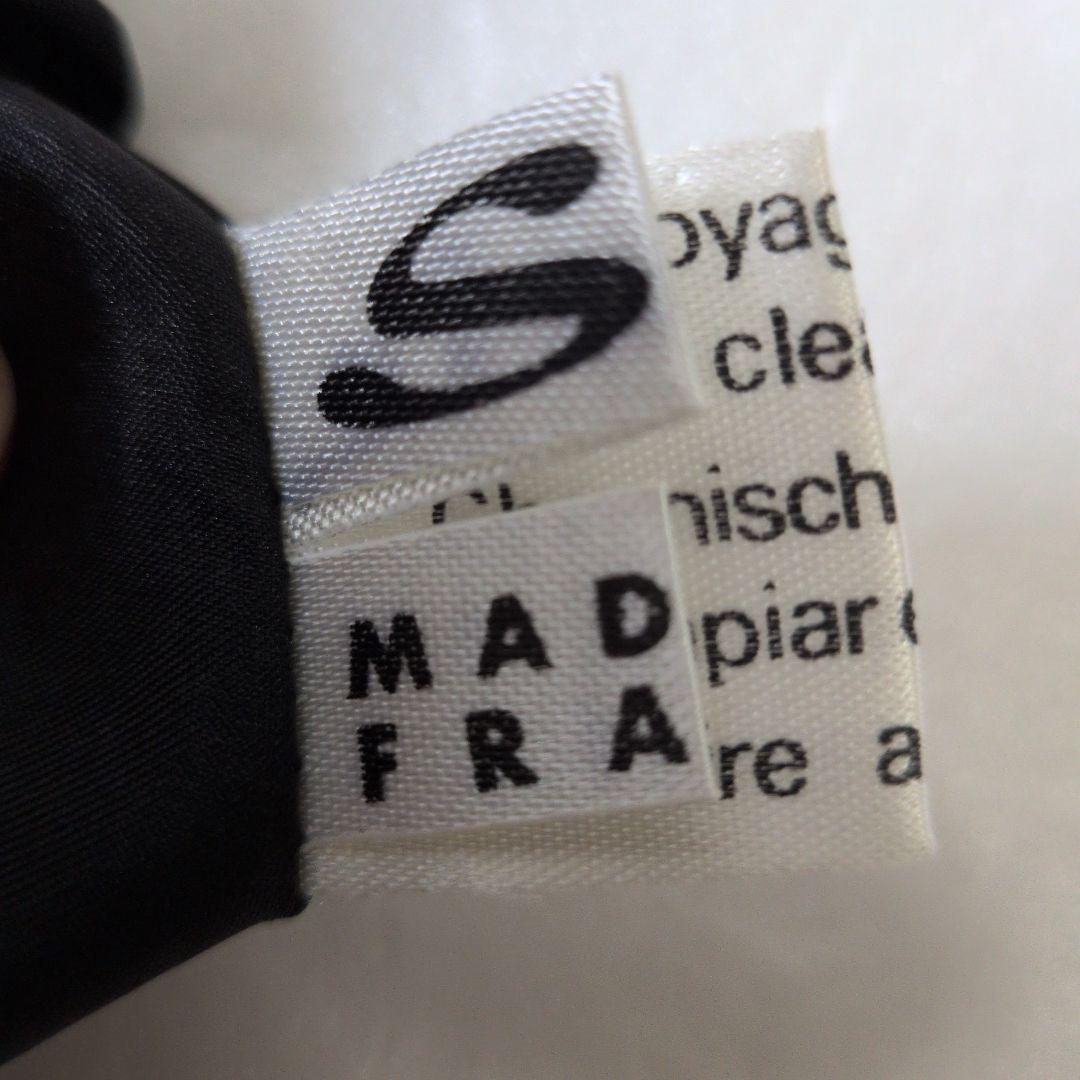 S
oyag
clea
nisch
MAD
piar
FRA
re a